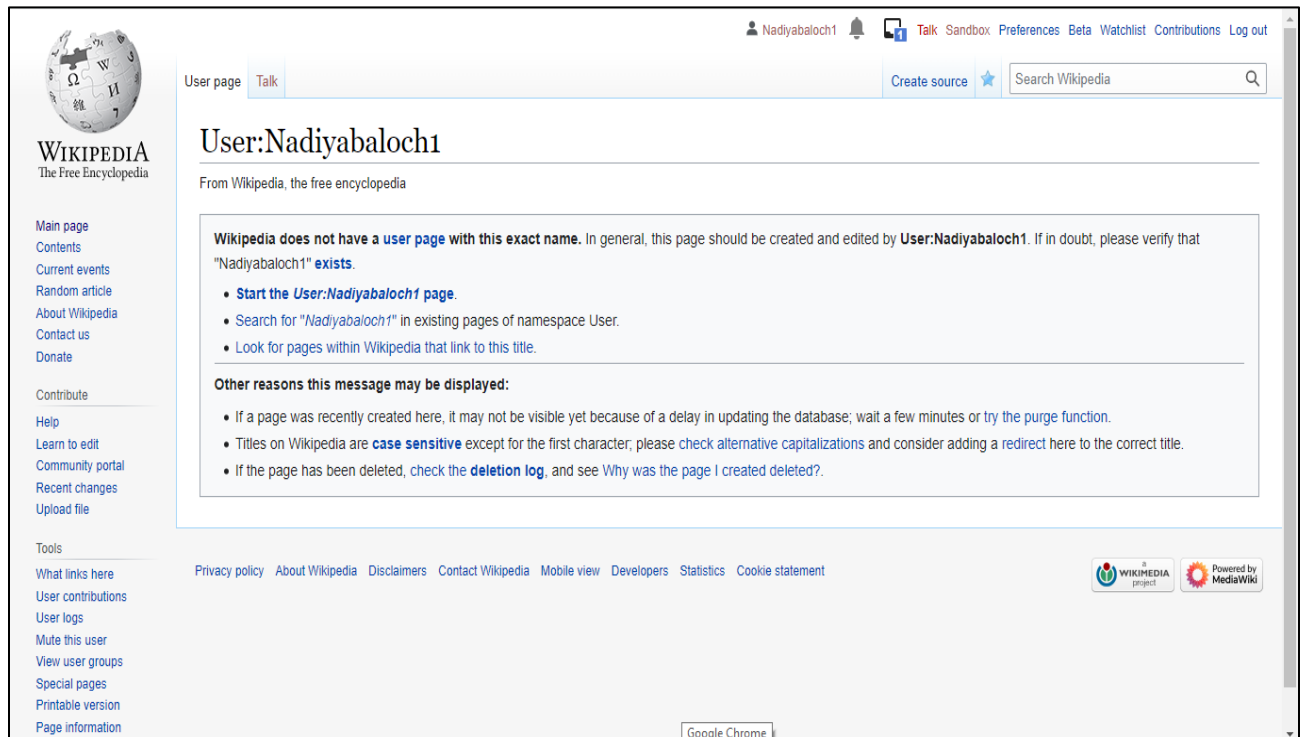 Nadiyabaloch1 1 Talk Sandbox Preferences Beta Watchlist Contributions Log out
User page Talk Create source Search Wikipedia
Ω W И 維 7
WIKIPEDIA
The Free Encyclopedia
User:Nadiyabaloch1
From Wikipedia, the free encyclopedia
Main page
Contents
Current events
Random article
About Wikipedia
Contact us
Donate
Contribute
Help
Learn to edit
Community portal
Recent changes
Upload file
Tools
What links here
User contributions
User logs
Mute this user
View user groups
Special pages
Printable version
Page information
Wikipedia does not have a user page with this exact name. In general, this page should be created and edited by User:Nadiyabaloch1. If in doubt, please verify that
"Nadiyabaloch1" exists.
• Start the User:Nadiyabaloch1 page.
• Search for "Nadiyabaloch1" in existing pages of namespace User.
• Look for pages within Wikipedia that link to this title.
Other reasons this message may be displayed:
• If a page was recently created here, it may not be visible yet because of a delay in updating the database; wait a few minutes or try the purge function.
• Titles on Wikipedia are case sensitive except for the first character; please check alternative capitalizations and consider adding a redirect here to the correct title.
• If the page has been deleted, check the deletion log, and see Why was the page I created deleted?.
Privacy policy About Wikipedia Disclaimers Contact Wikipedia Mobile view Developers Statistics Cookie statement
a
WIKIMEDIA
project
Powered by
MediaWiki
Google Chrome